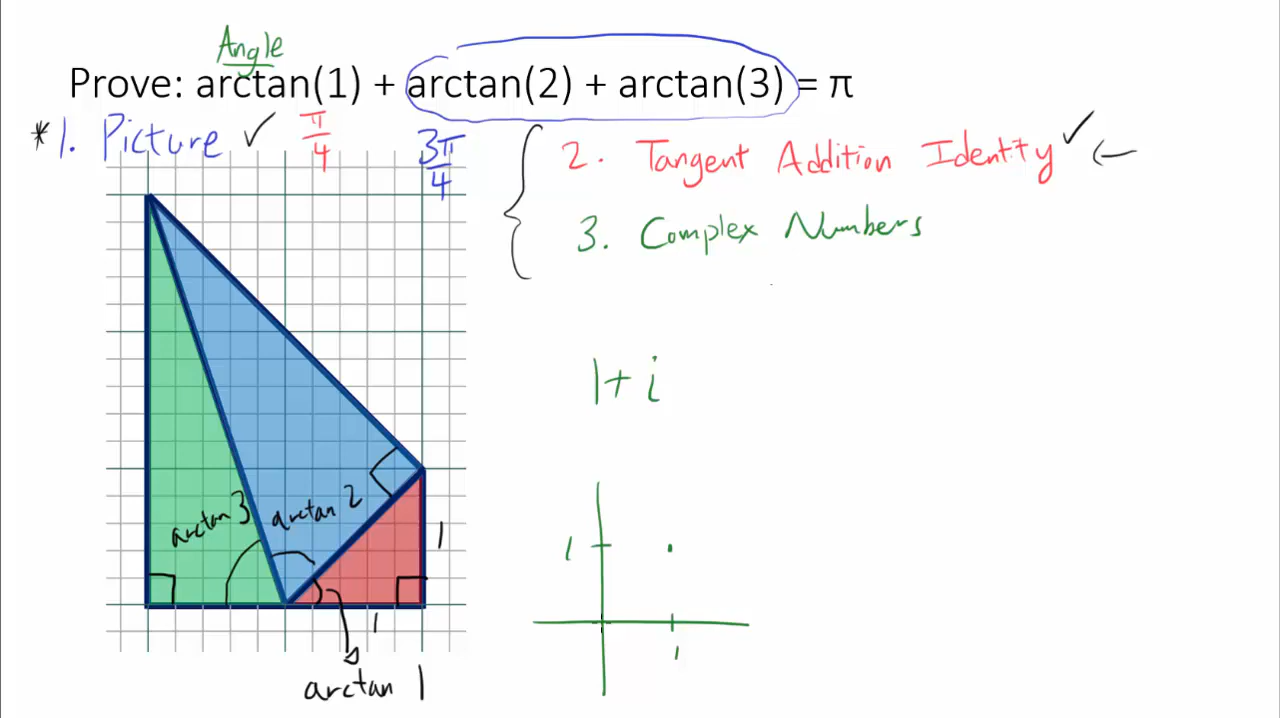 Angle
Prove: arctan(1) + arctan(2) + arctan(3) = π
* 1. Picture ✓
π/4
3π/4
2. Tangent Addition Identity ✓ ←
3. Complex Numbers
1 + i
arctan 3
arctan 2
1
1
arctan 1
1
1